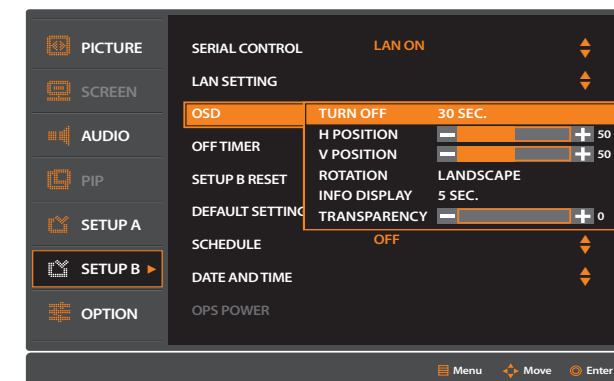 PICTURE
SCREEN
AUDIO
PIP
SETUP A
SETUP B
OPTION
SERIAL CONTROL LAN ON
LAN SETTING
OSD TURN OFF 30 SEC.
H POSITION 50
V POSITION 50
ROTATION LANDSCAPE
INFO DISPLAY 5 SEC.
TRANSPARENCY 0
OFF TIMER
SETUP B RESET
DEFAULT SETTING
SCHEDULE OFF
DATE AND TIME
OPS POWER
Menu Move Enter